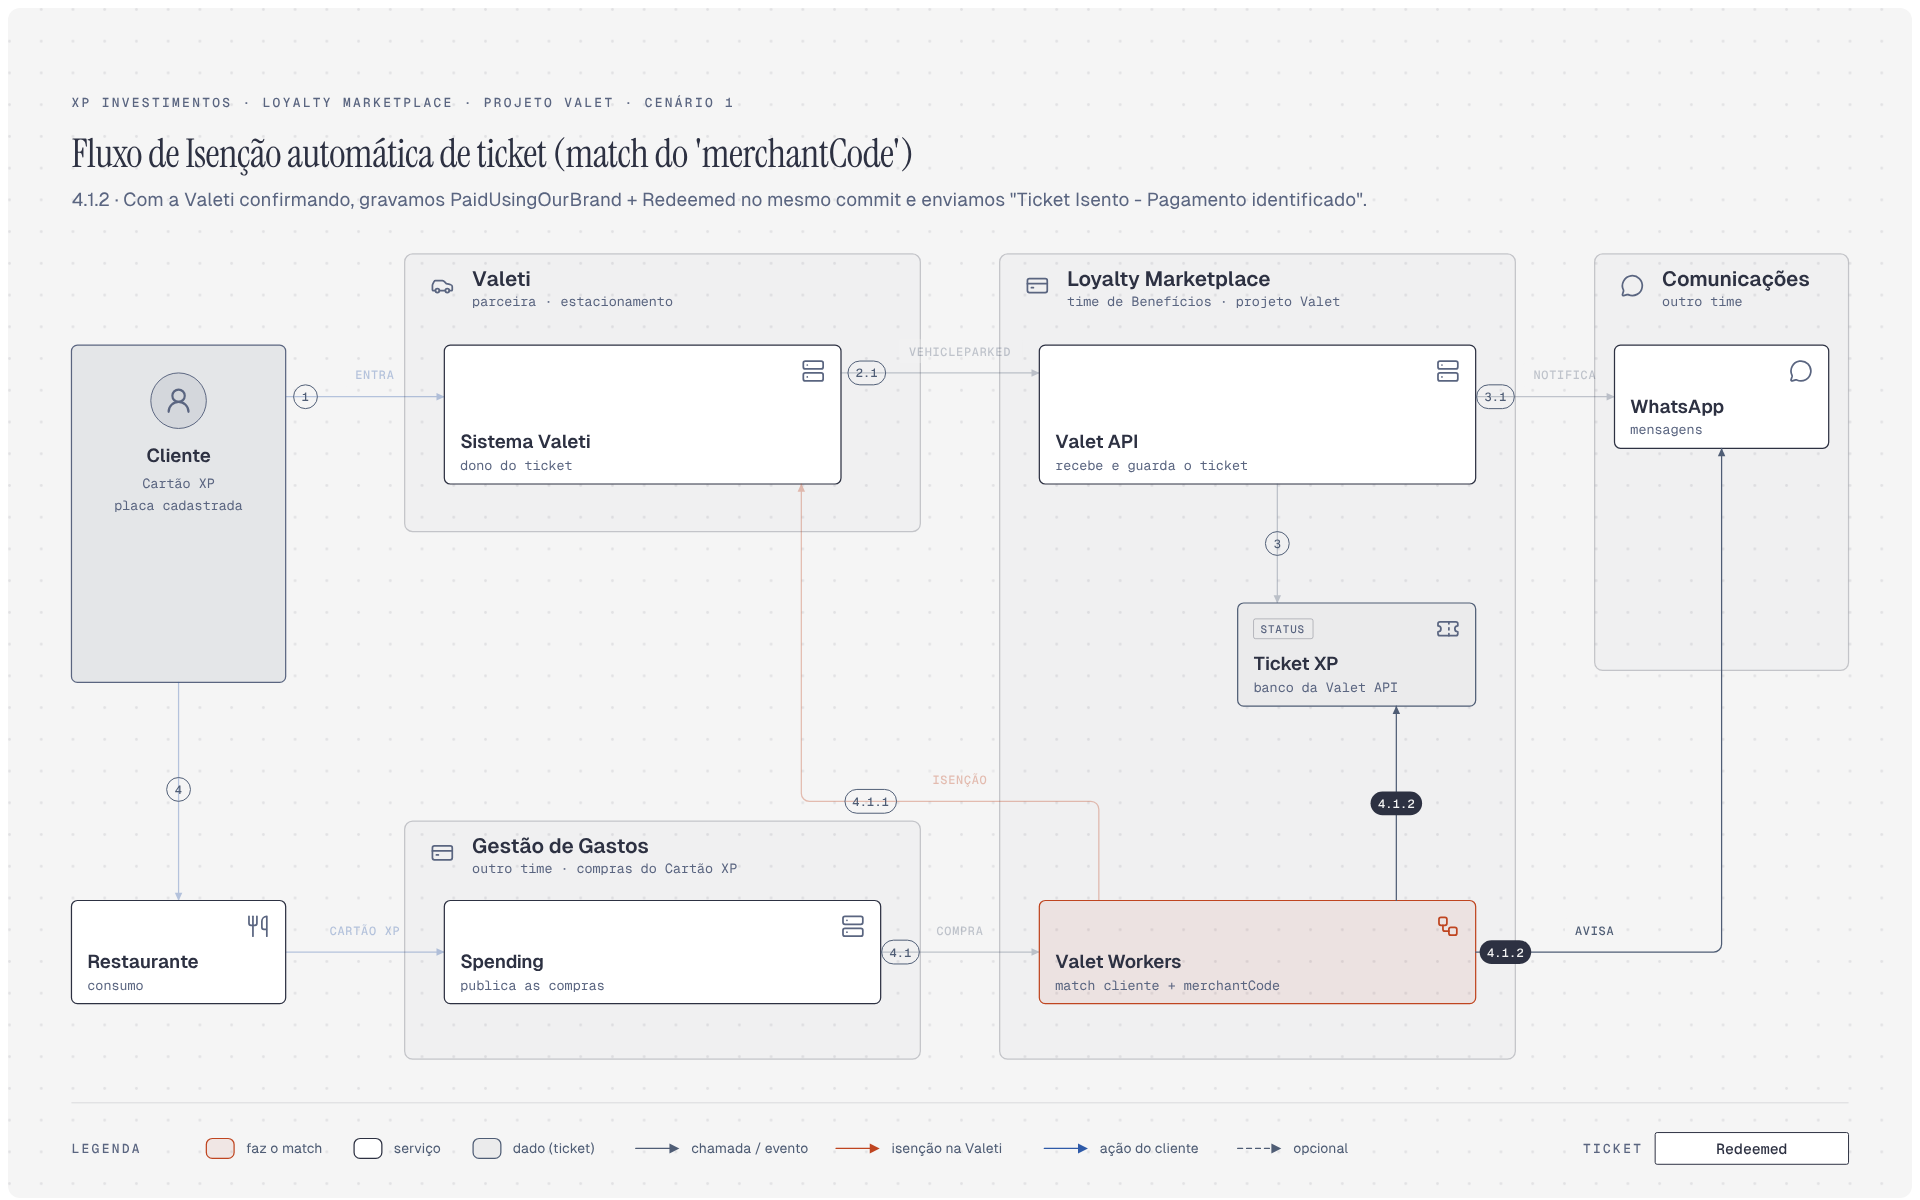 XP INVESTIMENTOS · LOYALTY MARKETPLACE · PROJETO VALET · CENÁRIO 1
Fluxo de Isenção automática de ticket (match do 'merchantCode')
4.1.2 · Com a Valeti confirmando, gravamos PaidUsingOurBrand + Redeemed no mesmo commit e enviamos "Ticket Isento - Pagamento identificado".
Valeti
parceira · estacionamento
Loyalty Marketplace
time de Benefícios · projeto Valet
Comunicações
outro time
Cliente
Cartão XP
placa cadastrada
1
ENTRA
Sistema Valeti
dono do ticket
2.1
VEHICLEPARKED
Valet API
recebe e guarda o ticket
3.1
NOTIFICA
WhatsApp
mensagens
3
STATUS
Ticket XP
banco da Valet API
4
ISENÇÃO
4.1.1
4.1.2
Gestão de Gastos
outro time · compras do Cartão XP
Restaurante
consumo
CARTÃO XP
Spending
publica as compras
4.1
COMPRA
Valet Workers
match cliente + merchantCode
4.1.2
AVISA
LEGENDA
faz o match
serviço
dado (ticket)
chamada / evento
isenção na Valeti
ação do cliente
opcional
TICKET
Redeemed